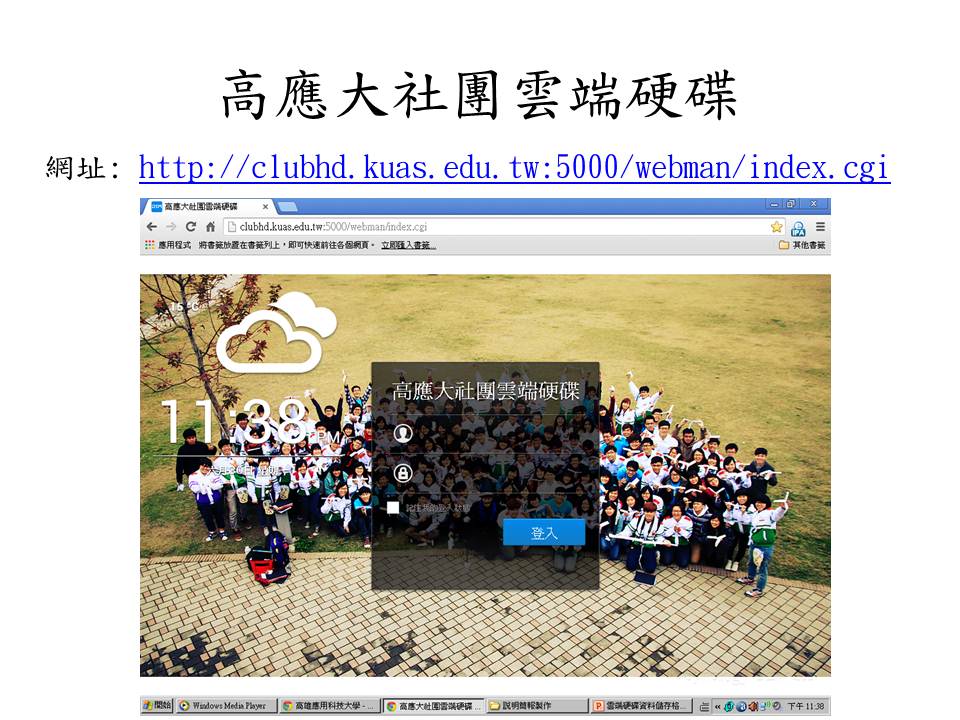 高應大社團雲端硬碟
網址: http://clubhd.kuas.edu.tw:5000/webman/index.cgi
高應大社團雲端硬碟
clubhd.kuas.edu.tw:5000/webman/index.cgi
應用程式 將書籤放置在書籤列上，即可快速前往各個網頁。 立即匯入書籤... 其他書籤
15°C
高應大社團雲端硬碟
11:38 PM
記住我的登入狀態
登入
開始 Windows Media Player 高雄應用科技大學 - ... 高應大社團雲端硬碟 ... 說明簡報製作 雲端硬碟資料儲存格... 下午 11:38